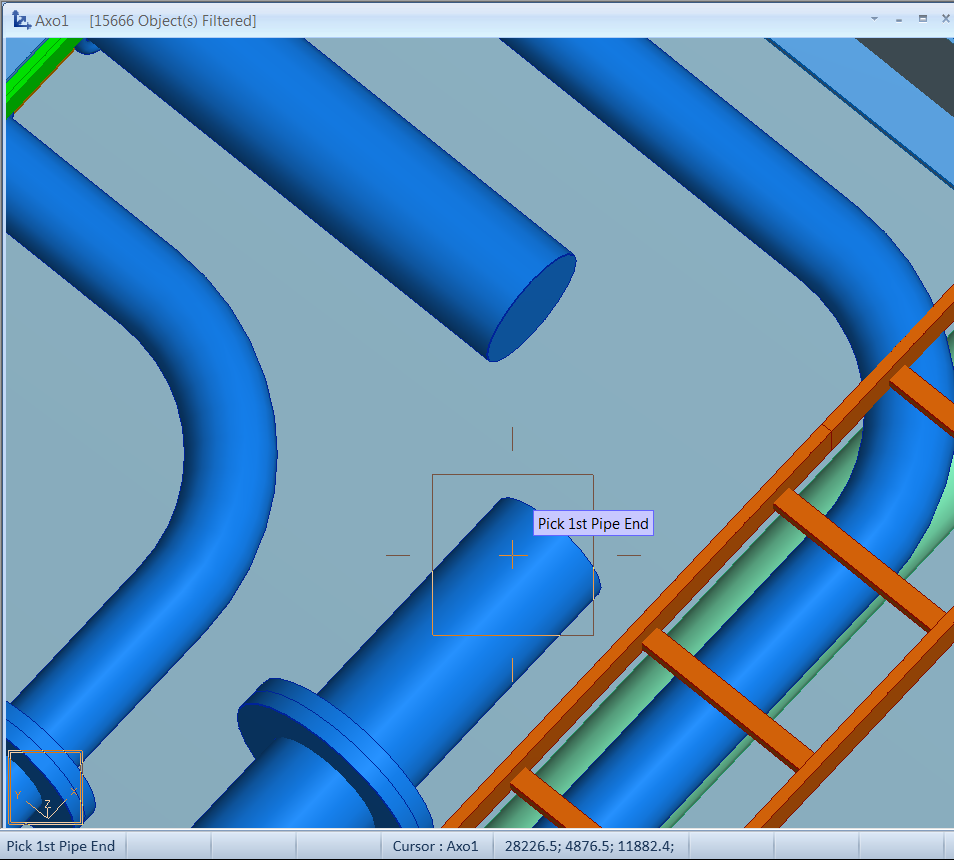 Axo1 [15666 Object(s) Filtered]
Pick 1st Pipe End
Y Z X
Pick 1st Pipe End Cursor : Axo1 28226.5; 4876.5; 11882.4;